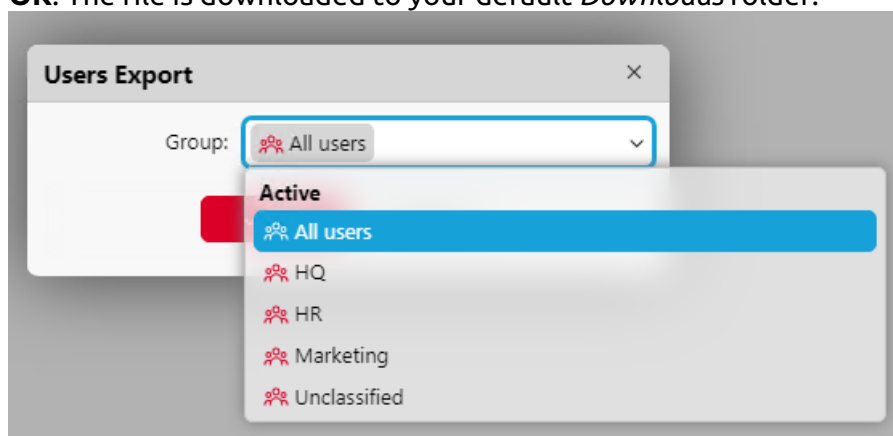 OK. The file is downloaded to your default Downloads folder.
Users Export
Group: All users
Active
All users
HQ
HR
Marketing
Unclassified